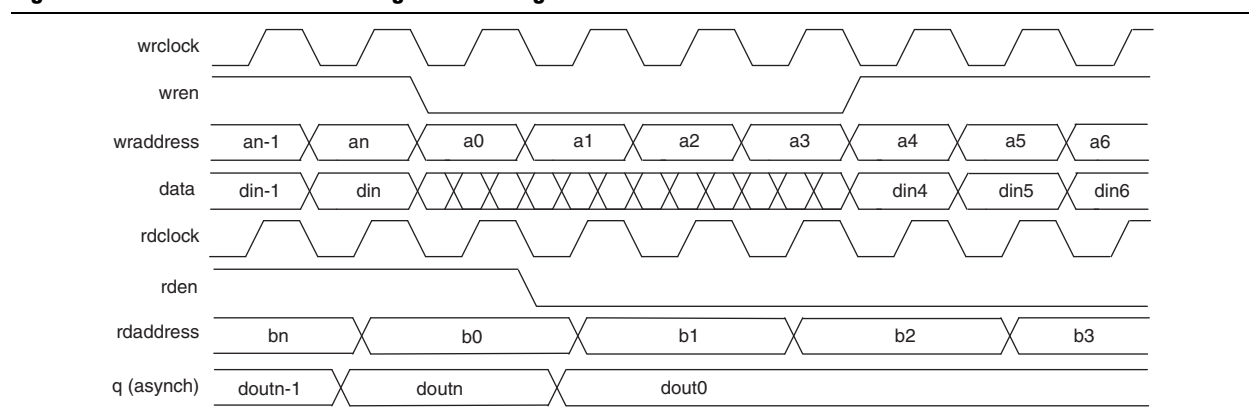 wrclock
wren
wraddress an-1 an a0 a1 a2 a3 a4 a5 a6
data din-1 din din4 din5 din6
rdclock
rden
rdaddress bn b0 b1 b2 b3
q (asynch) doutn-1 doutn dout0